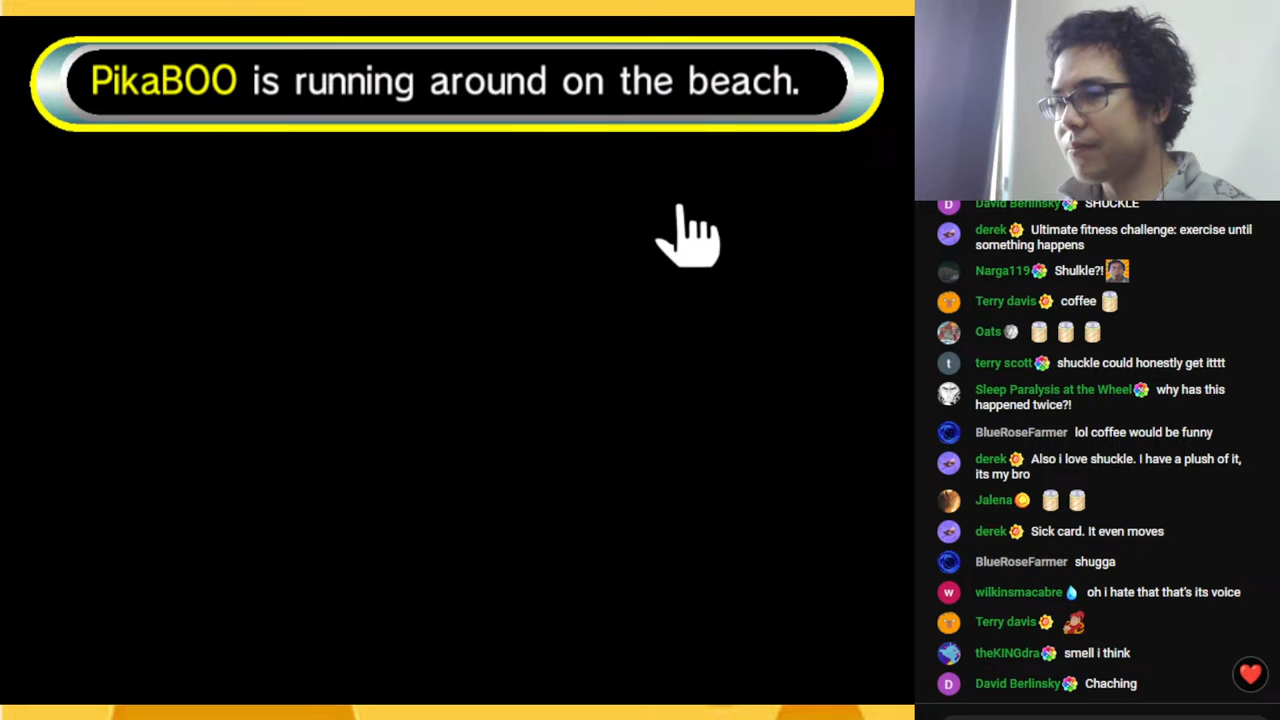 PikaBOO is running around on the beach.
D David Berlinsky SHUCKLE
derek Ultimate fitness challenge: exercise until
something happens
Narga119 Shulkle?!
Terry davis coffee
Oats
t terry scott shuckle could honestly get itttt
Sleep Paralysis at the Wheel why has this
happened twice?!
BlueRoseFarmer lol coffee would be funny
derek Also i love shuckle. I have a plush of it,
its my bro
Jalena
derek Sick card. It even moves
BlueRoseFarmer shugga
w wilkinsmacabre oh i hate that that's its voice
Terry davis
theKINGdra smell i think
D David Berlinsky Chaching